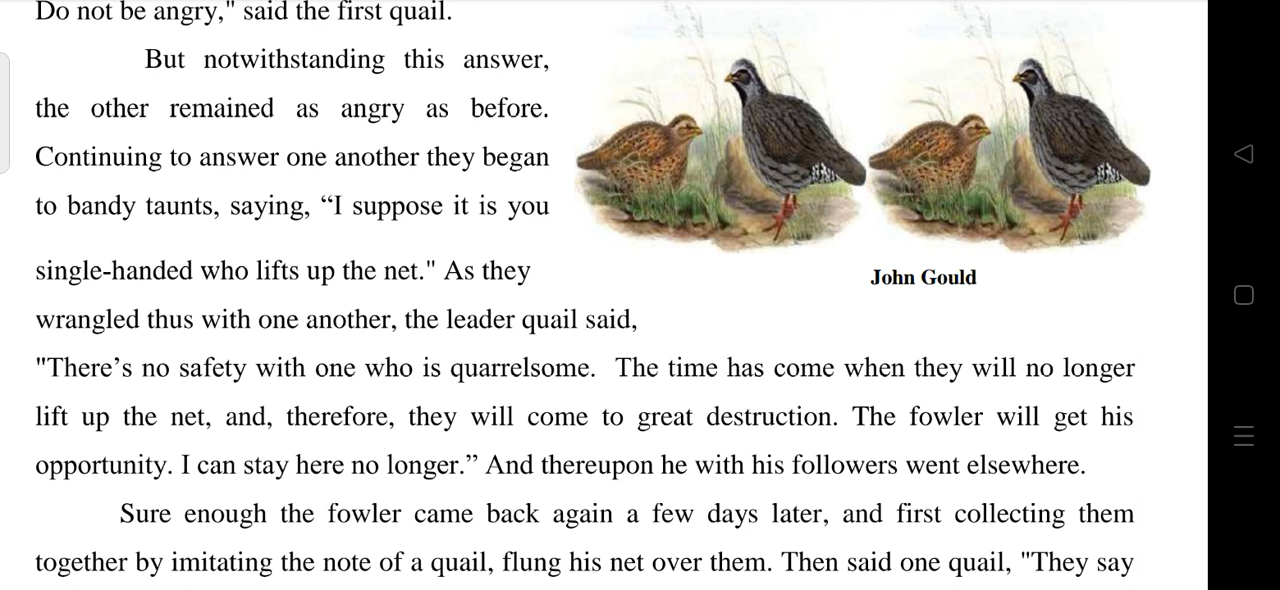 Do not be angry," said the first quail.
But notwithstanding this answer,
the other remained as angry as before.
Continuing to answer one another they began
to bandy taunts, saying, “I suppose it is you
single-handed who lifts up the net." As they
John Gould
wrangled thus with one another, the leader quail said,
"There’s no safety with one who is quarrelsome. The time has come when they will no longer
lift up the net, and, therefore, they will come to great destruction. The fowler will get his
opportunity. I can stay here no longer.” And thereupon he with his followers went elsewhere.
Sure enough the fowler came back again a few days later, and first collecting them
together by imitating the note of a quail, flung his net over them. Then said one quail, "They say